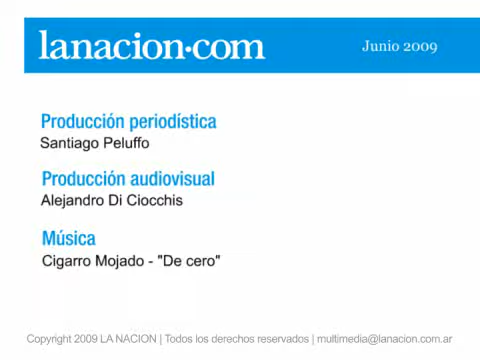 lanacion.com
Junio 2009
Producción periodística
Santiago Peluffo
Producción audiovisual
Alejandro Di Ciocchis
Música
Cigarro Mojado - "De cero"
Copyright 2009 LA NACION | Todos los derechos reservados | multimedia@lanacion.com.ar